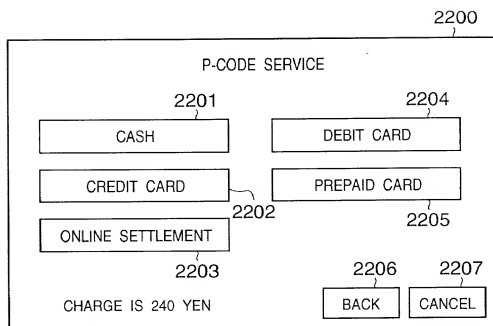 2200
P-CODE SERVICE
2201
2204
CASH
DEBIT CARD
CREDIT CARD
PREPAID CARD
2202
2205
ONLINE SETTLEMENT
2203
2206
2207
CHARGE IS 240 YEN
BACK
CANCEL